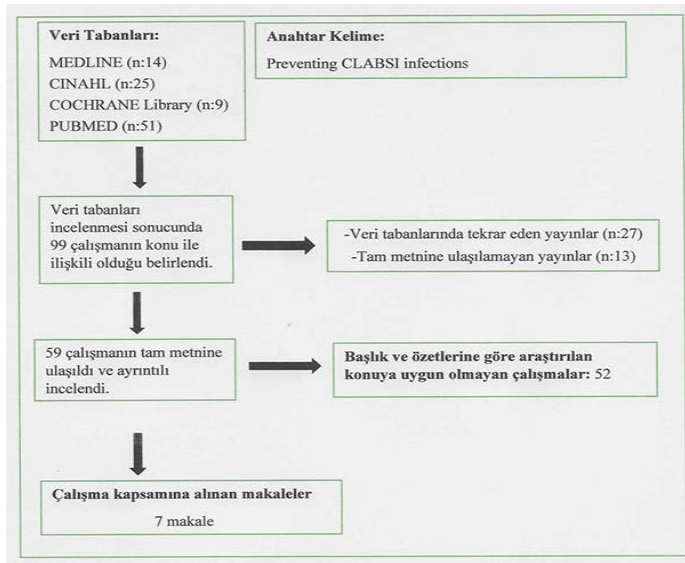 Veri Tabanları:
MEDLINE (n:14)
CINAHL (n:25)
COCHRANE Library (n:9)
PUBMED (n:51)
Anahtar Kelime:
Preventing CLABSI infections
Veri tabanları
incelenmesi sonucunda
99 çalışmanın konu ile
ilişkili olduğu belirlendi.
-Veri tabanlarında tekrar eden yayınlar (n:27)
-Tam metnine ulaşılamayan yayınlar (n:13)
59 çalışmanın tam metnine
ulaşıldı ve ayrıntılı
incelendi.
Başlık ve özetlerine göre araştırılan
konuya uygun olmayan çalışmalar: 52
Çalışma kapsamına alınan makaleler
7 makale